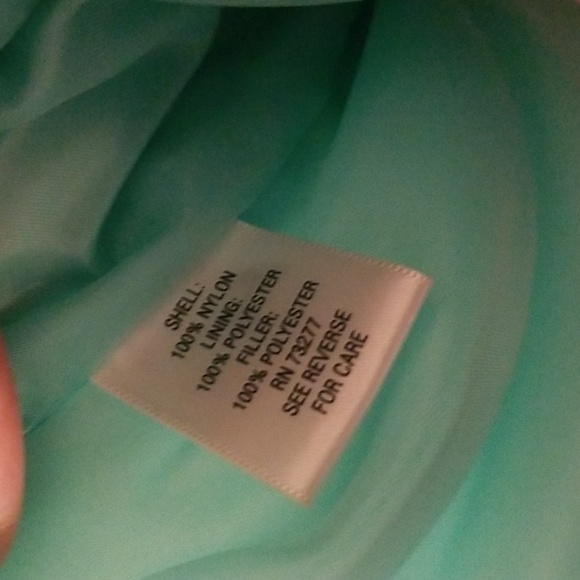 SHELL:
100% NYLON
LINING:
100% POLYESTER
FILLER:
100% POLYESTER
RN 73277
SEE REVERSE
FOR CARE